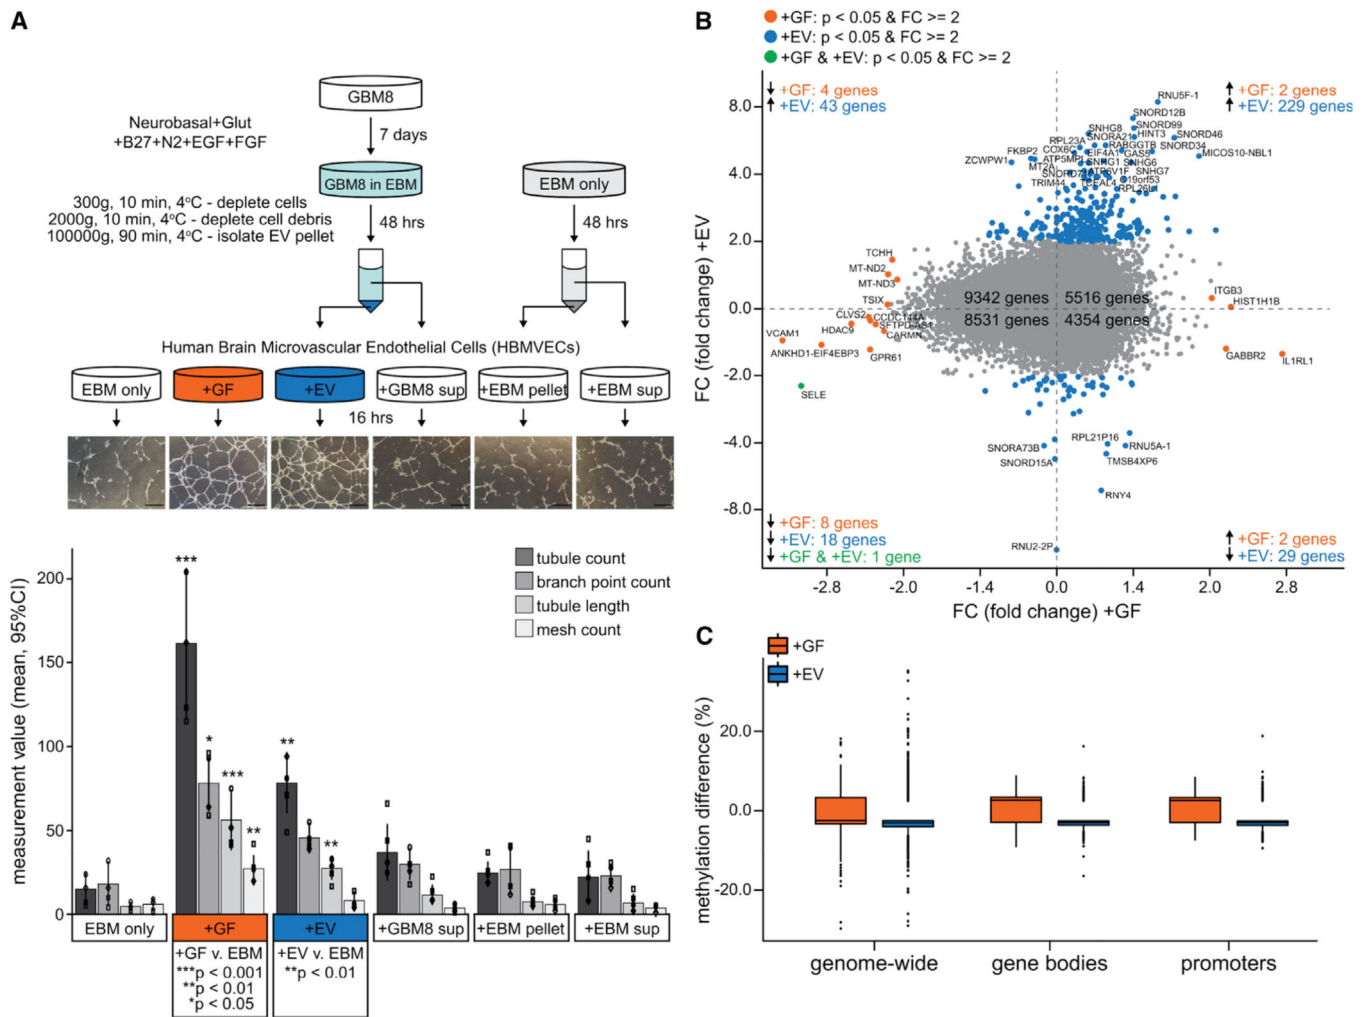 A
GBM8
Neurobasal+Glut
+B27+N2+EGF+FGF
7 days
GBM8 in EBM
EBM only
300g, 10 min, 4°C - deplete cells
2000g, 10 min, 4°C - deplete cell debris
100000g, 90 min, 4°C - isolate EV pellet
48 hrs
48 hrs
Human Brain Microvascular Endothelial Cells (HBMVECs)
EBM only
+GF
+EV
+GBM8 sup
+EBM pellet
+EBM sup
16 hrs
measurement value (mean, 95%CI)
200
150
100
50
0
***
*
***
**
**
**
tubule count
branch point count
tubule length
mesh count
EBM only
+GF
+EV
+GBM8 sup
+EBM pellet
+EBM sup
+GF v. EBM
***p < 0.001
**p < 0.01
*p < 0.05
+EV v. EBM
**p < 0.01
B
+GF: p < 0.05 & FC >= 2
+EV: p < 0.05 & FC >= 2
+GF & +EV: p < 0.05 & FC >= 2
↓ +GF: 4 genes
↑ +EV: 43 genes
↑ +GF: 2 genes
↑ +EV: 229 genes
FC (fold change) +EV
8.0
4.0
2.0
0.0
-2.0
-4.0
-8.0
RNU5F-1
SNORD12B
SNHG8
SNORD99
SNORA21
HINT3
SNORD46
RPL23A
RABGGTB
SNORD34
FKBP2
COX6C
EIF4A1
GAS5
MICOS10-NBL1
ZCWPW1
MT2A
ATP5MPL
SNHG1
SNHG6
ATP6V1F
SNHG7
TRIM44
TCEAL4
C19orf53
RPL26L1
TCHH
MT-ND2
MT-ND3
TSIX
CLVS2
CCDC144A
HDAC9
SFTPD-AS1
VCAM1
CARMN
ANKHD1-EIF4EBP3
GPR61
SELE
9342 genes
5516 genes
8531 genes
4354 genes
ITGB3
HIST1H1B
GABBR2
IL1RL1
SNORA73B
RPL21P16
RNU5A-1
SNORD15A
TMSB4XP6
RNY4
RNU2-2P
↓ +GF: 8 genes
↓ +EV: 18 genes
↓ +GF & +EV: 1 gene
↑ +GF: 2 genes
↓ +EV: 29 genes
-2.8
-2.0
-1.4
0.0
1.4
2.0
2.8
FC (fold change) +GF
C
+GF
+EV
methylation difference (%)
20.0
0.0
-20.0
genome-wide
gene bodies
promoters